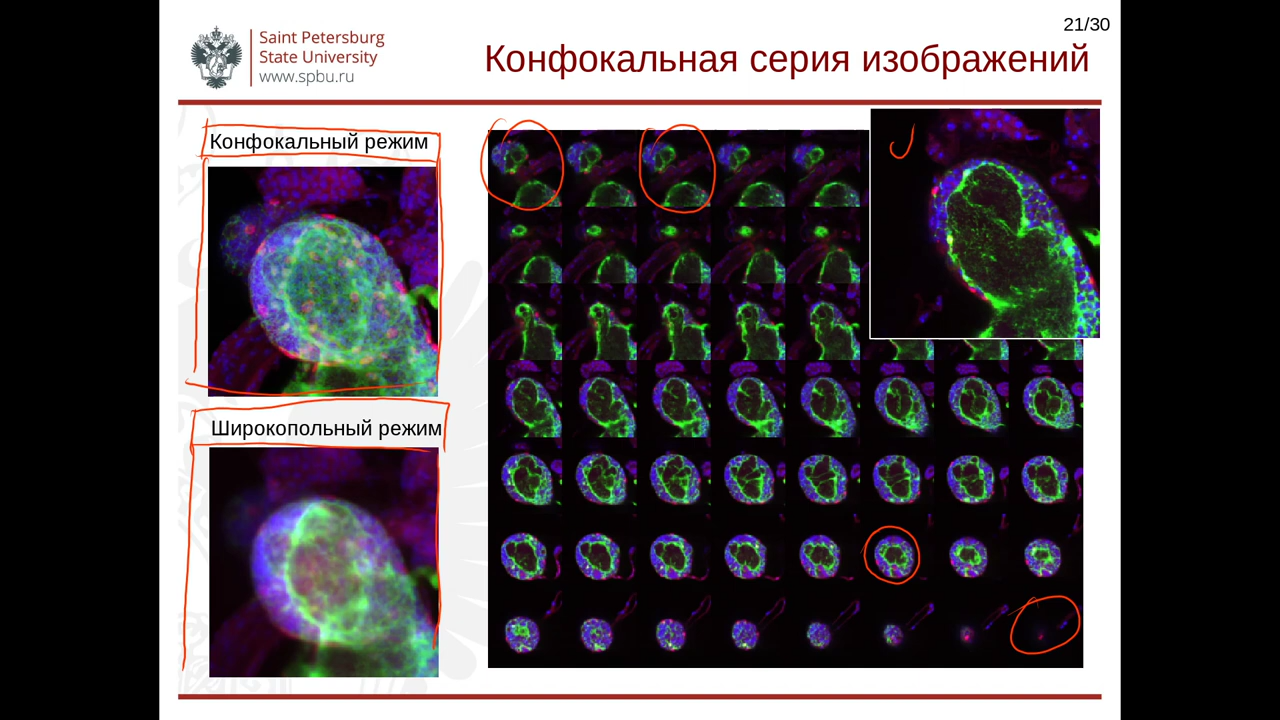 21/30
Saint Petersburg
State University
www.spbu.ru
Конфокальная серия изображений
Конфокальный режим
Широкопольный режим